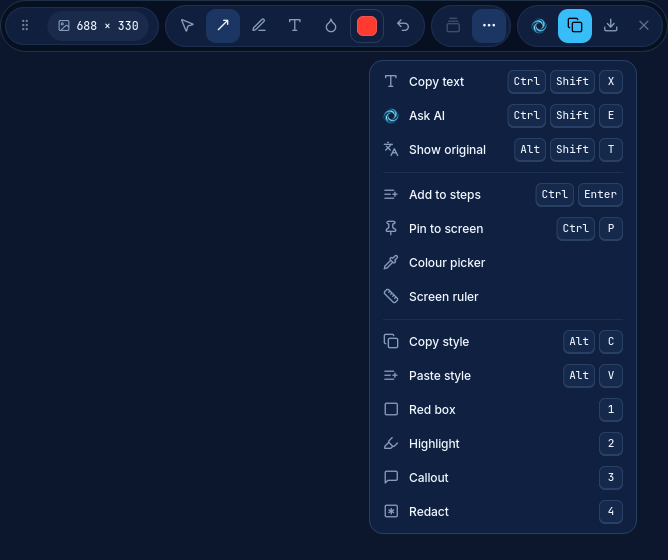 688 × 330
Copy text Ctrl Shift X
Ask AI Ctrl Shift E
Show original Alt Shift T
Add to steps Ctrl Enter
Pin to screen Ctrl P
Colour picker
Screen ruler
Copy style Alt C
Paste style Alt V
Red box 1
Highlight 2
Callout 3
Redact 4